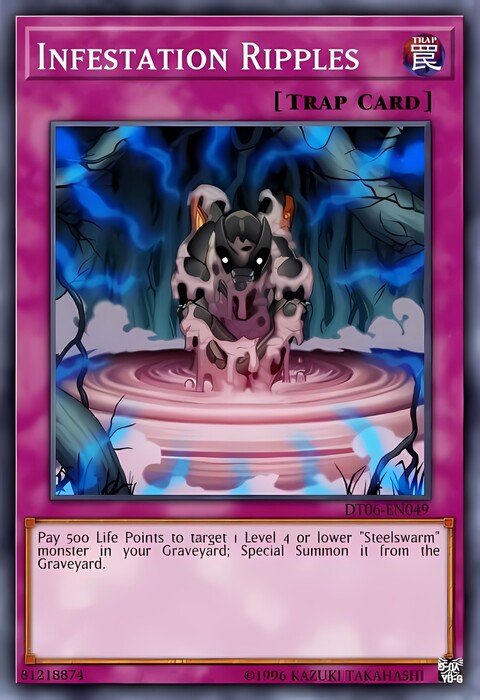 Infestation Ripples
TRAP
罠
[Trap Card]
DT06-EN049
Pay 500 Life Points to target 1 Level 4 or lower "Steelswarm"
monster in your Graveyard; Special Summon it from the
Graveyard.
81218874
©1996 KAZUKI TAKAHASHI